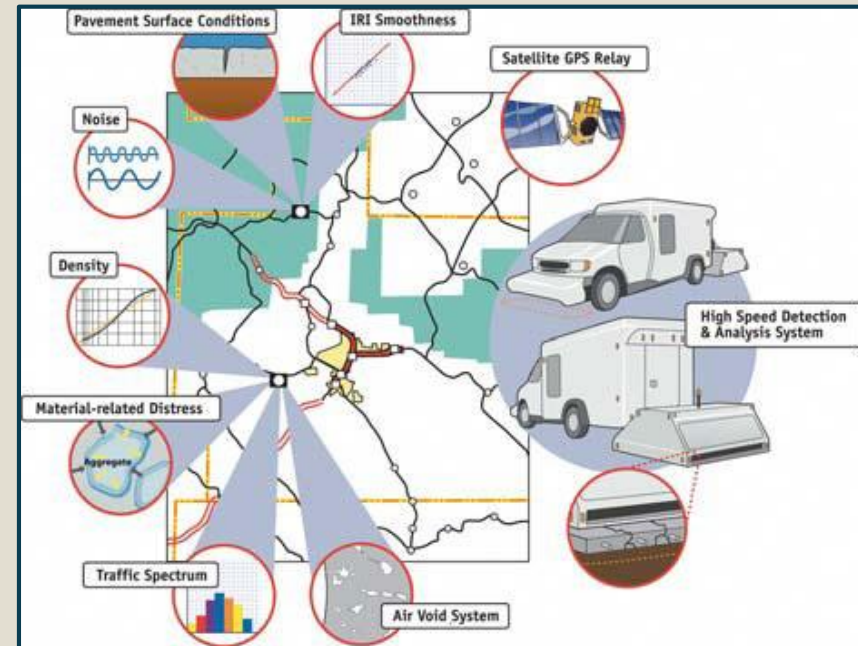 Pavement Surface Conditions
IRI Smoothness
Satellite GPS Relay
Noise
Density
High Speed Detection
& Analysis System
Material-related Distress
Aggregate
Traffic Spectrum
Air Void System